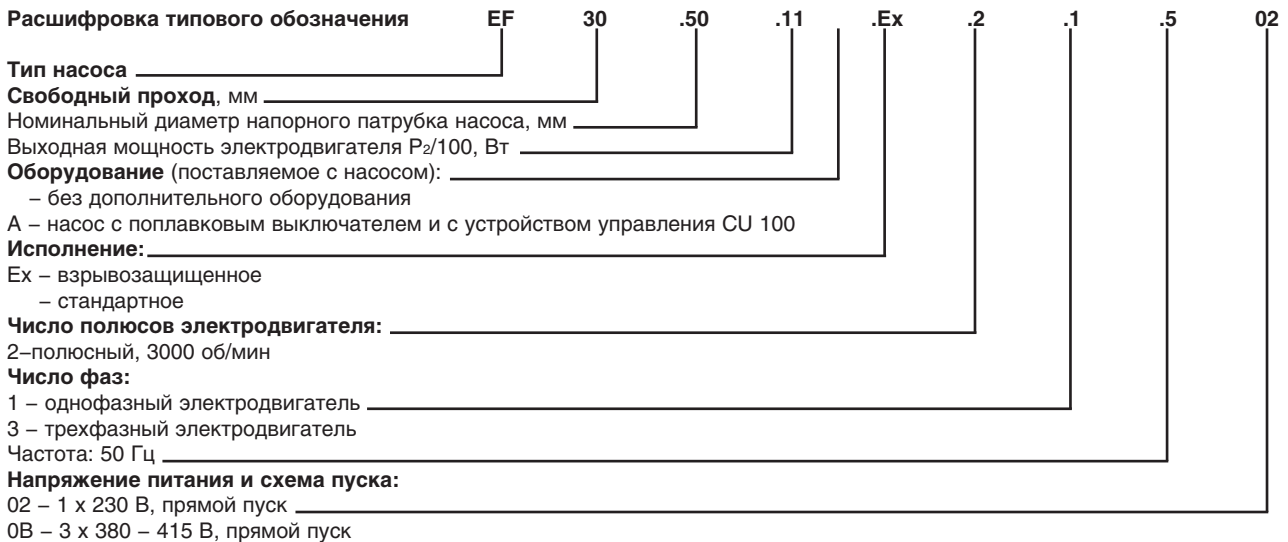 Расшифровка типового обозначения EF 30 .50 .11 .Ex .2 .1 .5 02
Тип насоса
Свободный проход, мм
Номинальный диаметр напорного патрубка насоса, мм
Выходная мощность электродвигателя P2/100, Вт
Оборудование (поставляемое с насосом):
– без дополнительного оборудования
А – насос с поплавковым выключателем и с устройством управления CU 100
Исполнение:
Ex – взрывозащищенное
– стандартное
Число полюсов электродвигателя:
2–полюсный, 3000 об/мин
Число фаз:
1 – однофазный электродвигатель
3 – трехфазный электродвигатель
Частота: 50 Гц
Напряжение питания и схема пуска:
02 – 1 x 230 В, прямой пуск
0В – 3 x 380 – 415 В, прямой пуск